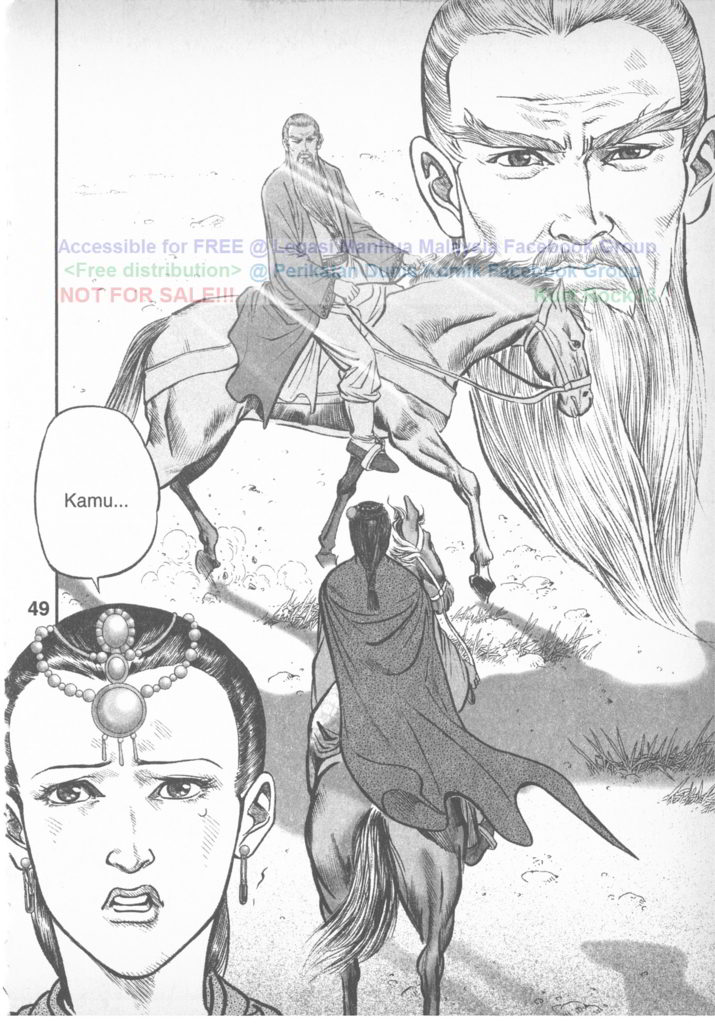 Accessible for FREE @ Legasi Manhua Malaysia Facebook Group
<Free distribution> @ Perikatan Dunia Komik Facebook Group
NOT FOR SALE!!!
Kamu...
49